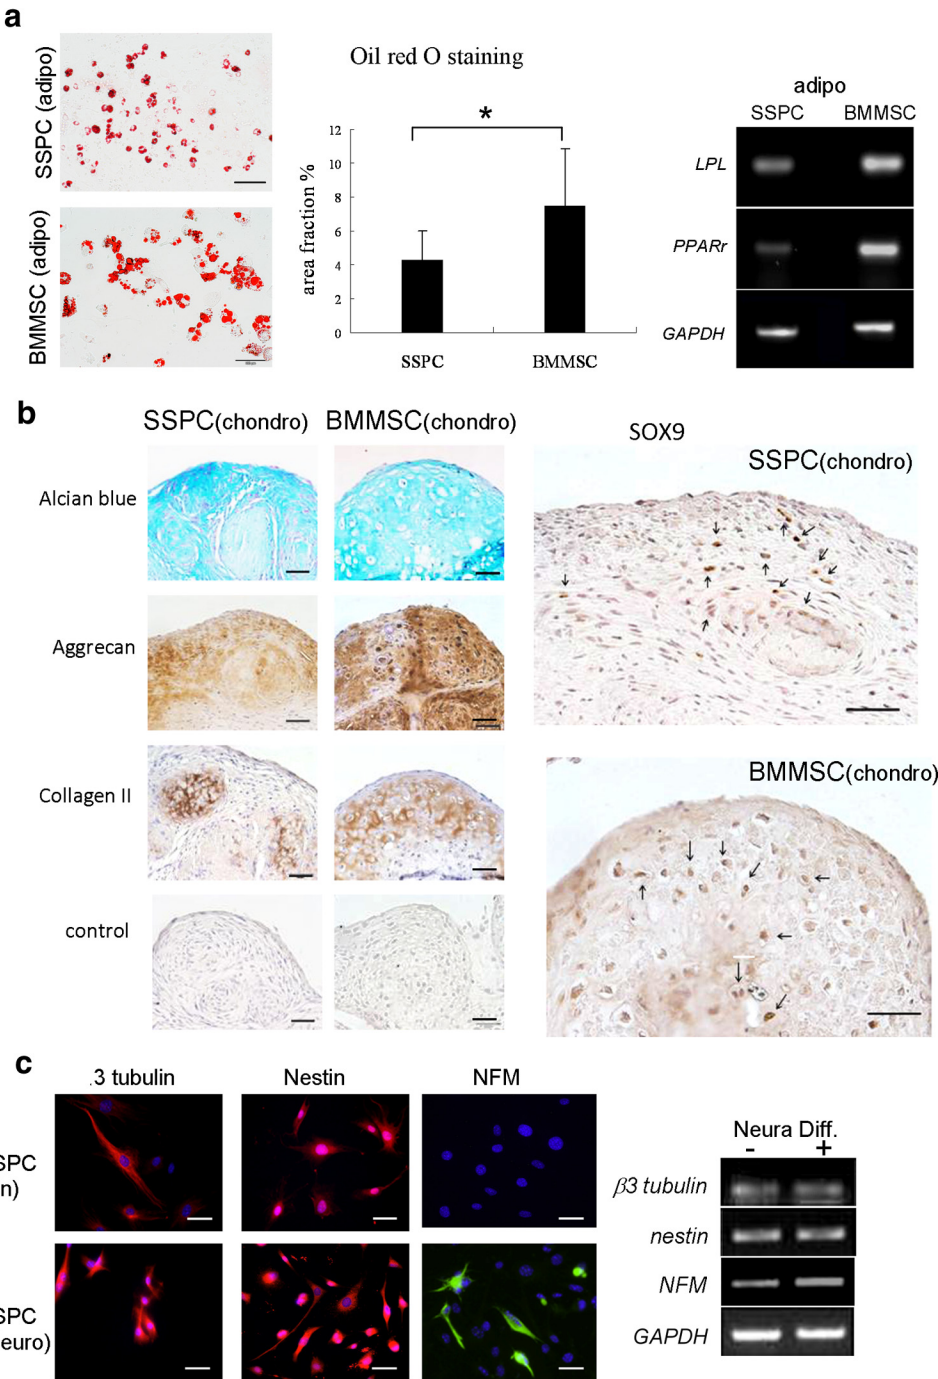 a
SSPC (adipo)
BMMSC (adipo)
Oil red O staining
*
area fraction %
12
10
8
6
4
2
0
SSPC
BMMSC
adipo
SSPC BMMSC
LPL
PPARr
GAPDH
b
SSPC(chondro) BMMSC(chondro)
Alcian blue
Aggrecan
Collagen II
control
SOX9
SSPC(chondro)
BMMSC(chondro)
c
.3 tubulin Nestin NFM
SPC
n)
SPC
euro)
Neura Diff.
- +
β3 tubulin
nestin
NFM
GAPDH